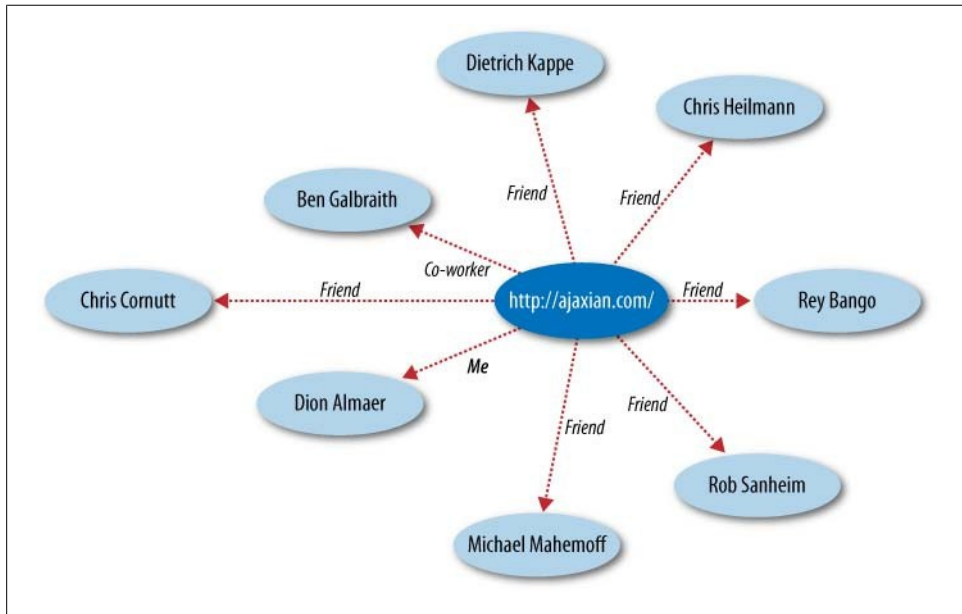 Dietrich Kappe
Chris Heilmann
Friend
Friend
Ben Galbraith
Co-worker
Chris Cornutt
Friend
http://ajaxian.com/
Friend
Rey Bango
Me
Dion Almaer
Friend
Friend
Rob Sanheim
Michael Mahemoff